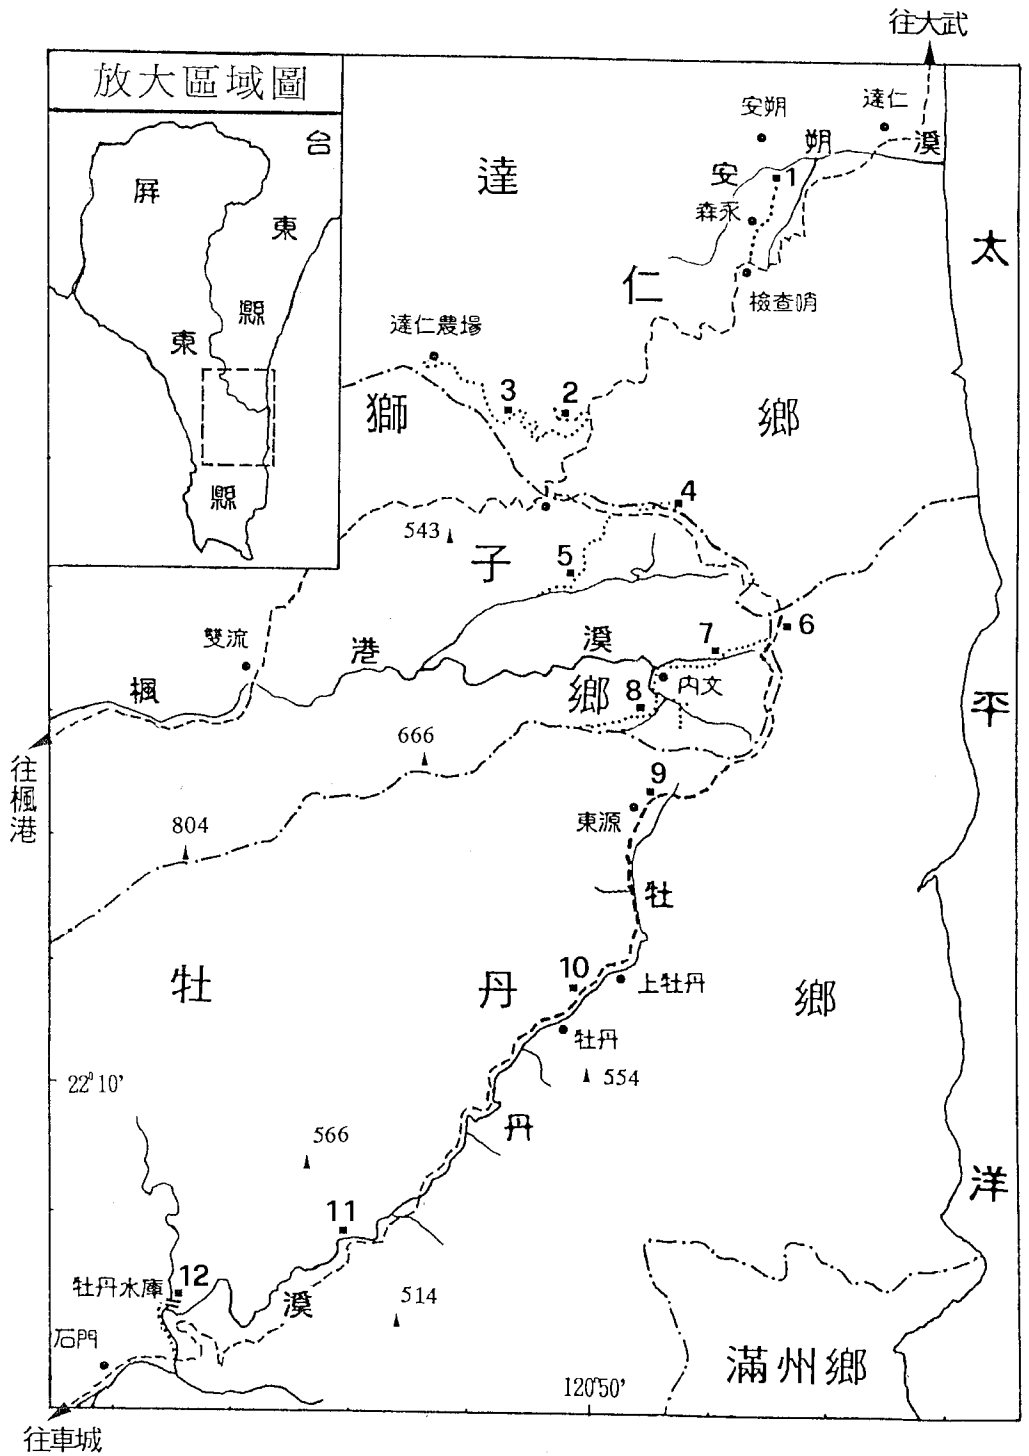 往大武
放大區域圖
台
屏
東
縣
東
縣
安朔
達仁
達
安
朔
溪
1
森永
仁
檢查哨
太
達仁農場
3
2
獅
鄉
4
543
子
5
6
雙流
港
溪
7
楓
鄉
8
內文
平
666
往楓港
9
804
東源
牡
牡
丹
10
上牡丹
鄉
牡丹
22°10'
554
丹
566
洋
11
牡丹水庫
12
溪
514
石門
滿州鄉
120°50'
往車城